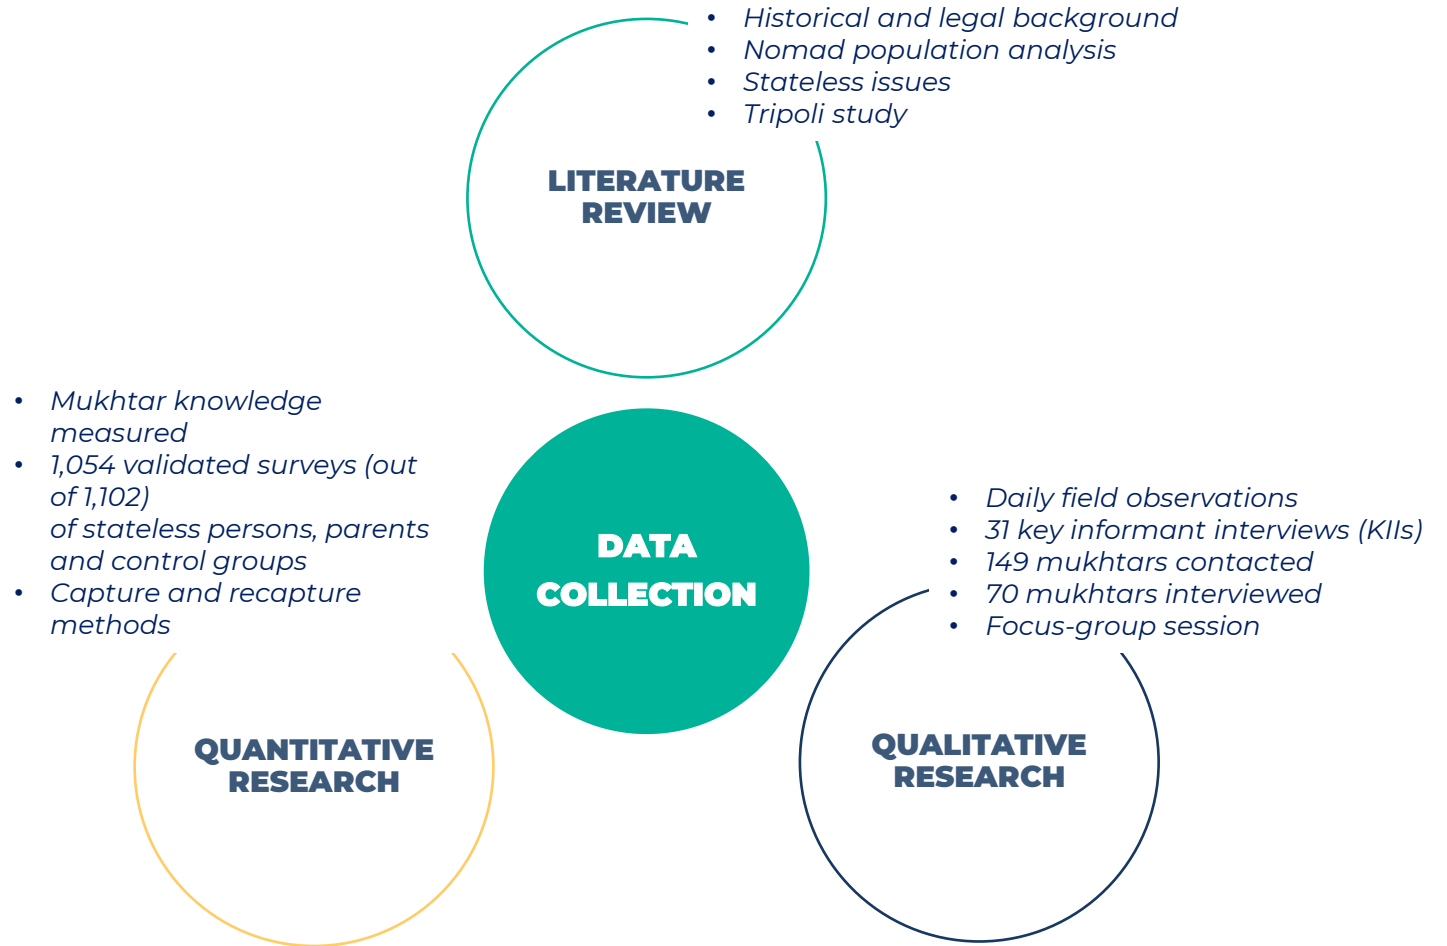 • Historical and legal background
• Nomad population analysis
• Stateless issues
• Tripoli study
LITERATURE
REVIEW
• Mukhtar knowledge
measured
• 1,054 validated surveys (out
of 1,102)
of stateless persons, parents
and control groups
• Capture and recapture
methods
QUANTITATIVE
RESEARCH
DATA
COLLECTION
• Daily field observations
• 31 key informant interviews (KIIs)
• 149 mukhtars contacted
• 70 mukhtars interviewed
• Focus-group session
QUALITATIVE
RESEARCH